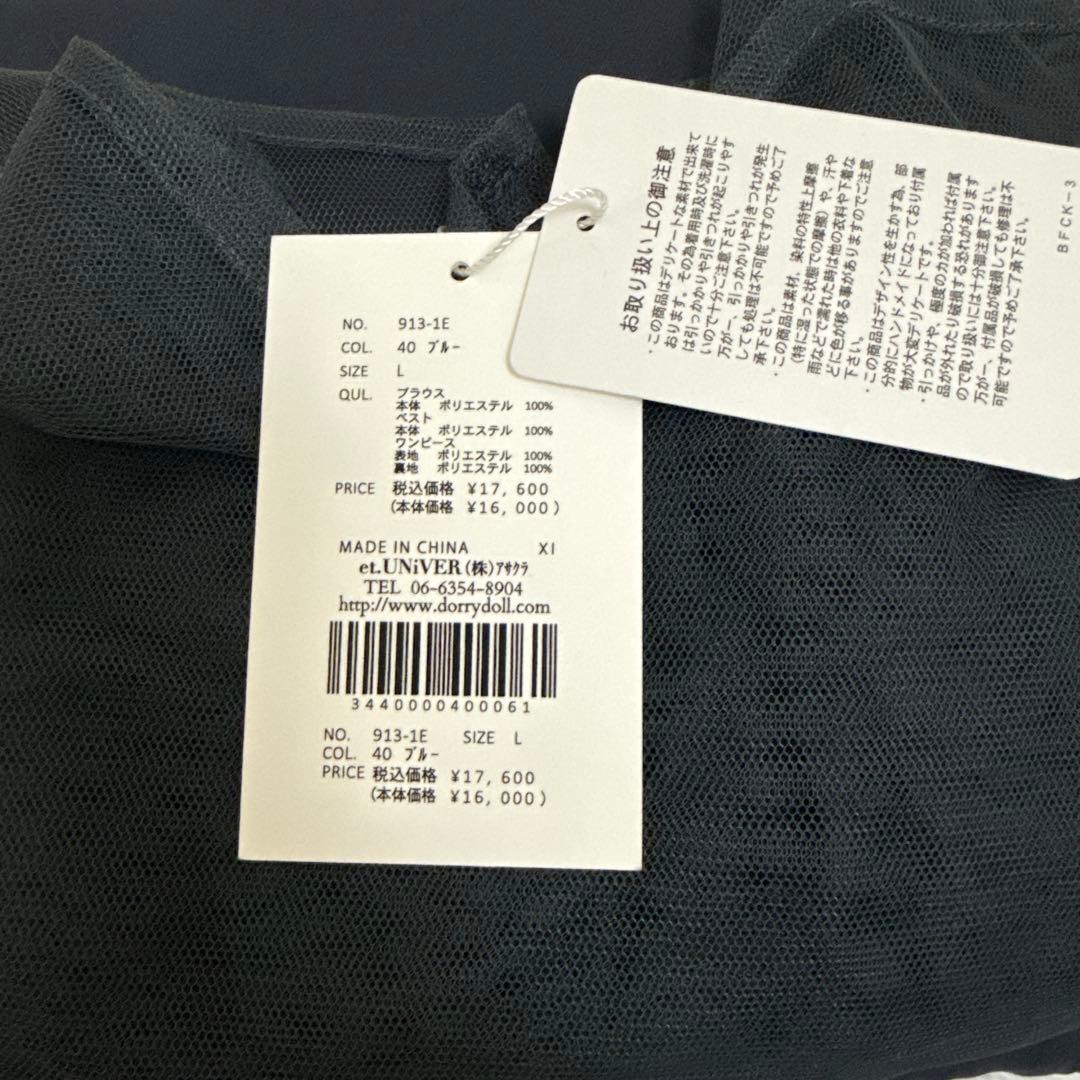 NO. 913-1E
COL. 40 ブルー
SIZE L
QUL. ブラウス
本体 ポリエステル 100%
ベスト
本体 ポリエステル 100%
ワンピース
表地 ポリエステル 100%
裏地 ポリエステル 100%
PRICE 税込価格 ¥17,600
(本体価格 ¥16,000)
MADE IN CHINA XI
et.UNiVER(株)アサクラ
TEL 06-6354-8904
http://www.dorrydoll.com
3440000400061
NO. 913-1E SIZE L
COL. 40 ブルー
PRICE 税込価格 ¥17,600
(本体価格 ¥16,000)
お取り扱い上の御注意
・この商品はデリケートな素材で出来て
おります。その為着用時及び洗濯時に
は引っかかりや引きつれが起こりやす
いので十分ご注意下さい。
万が一、引っかかりや引きつれが発生
しても処理は不可能ですので予めご了
承下さい。
・この商品は素材、染料の特性上摩擦
(特に湿った状態での摩擦)や、汗や
雨などで濡れた時は他の衣料や下着な
どに色が移る事がありますのでご注意
下さい。
・この商品はデザイン性を生かす為、部
分的にハンドメイドになっており付属
物が大変デリケートです。
・引っかけや、極度の力が加われば付属
品が外れたり破損する恐れがあります
ので取り扱いには十分御注意下さい。
万が一、付属品が破損しても修理は不
可能ですので予めご了承下さい。
BFCK-3